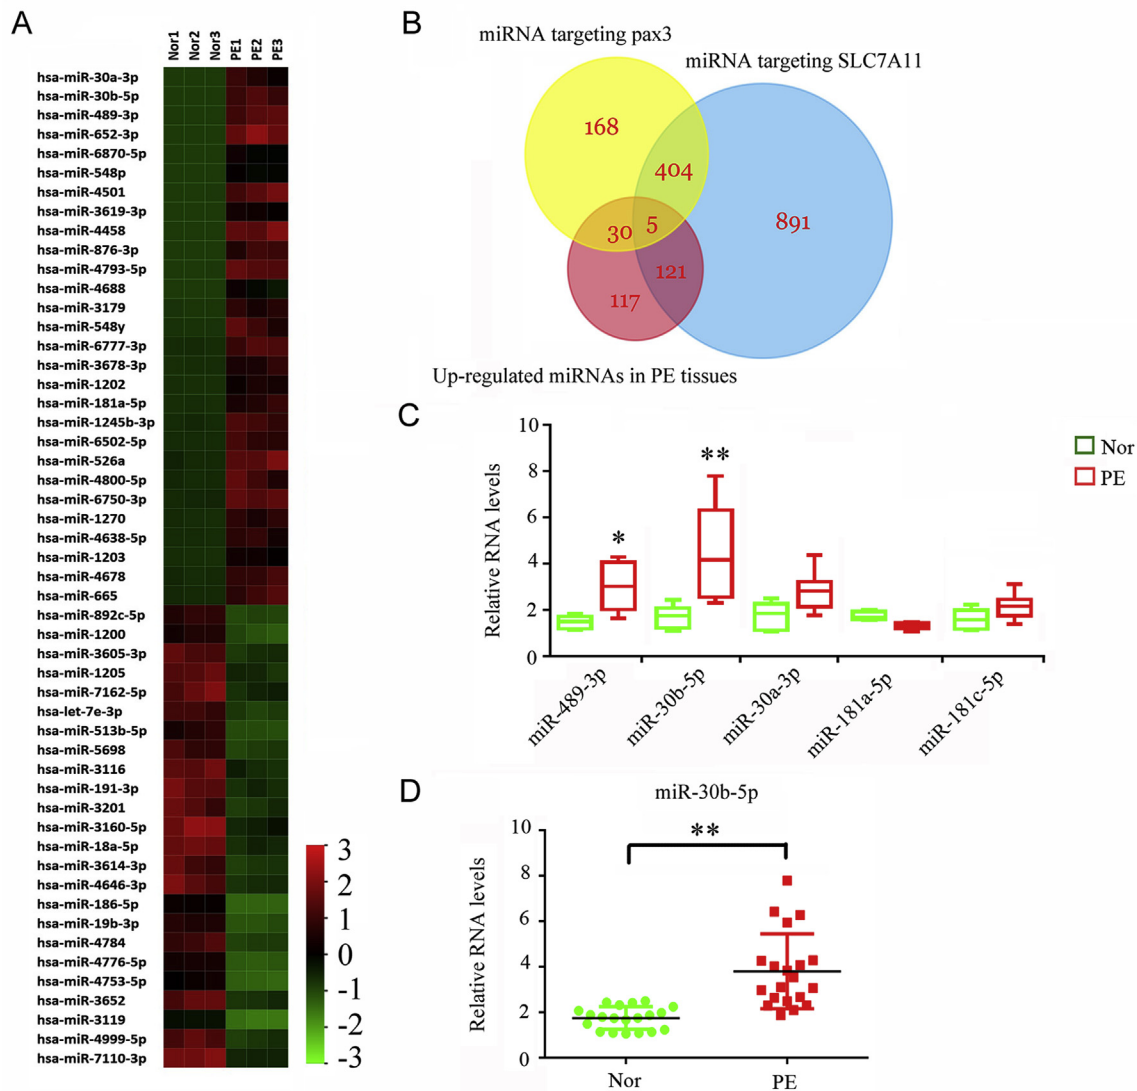 A
Nor1 Nor2 Nor3 PE1 PE2 PE3
hsa-miR-30a-3p
hsa-miR-30b-5p
hsa-miR-489-3p
hsa-miR-652-3p
hsa-miR-6870-5p
hsa-miR-548p
hsa-miR-4501
hsa-miR-3619-3p
hsa-miR-4458
hsa-miR-876-3p
hsa-miR-4793-5p
hsa-miR-4688
hsa-miR-3179
hsa-miR-548y
hsa-miR-6777-3p
hsa-miR-3678-3p
hsa-miR-1202
hsa-miR-181a-5p
hsa-miR-1245b-3p
hsa-miR-6502-5p
hsa-miR-526a
hsa-miR-4800-5p
hsa-miR-6750-3p
hsa-miR-1270
hsa-miR-4638-5p
hsa-miR-1203
hsa-miR-4678
hsa-miR-665
hsa-miR-892c-5p
hsa-miR-1200
hsa-miR-3605-3p
hsa-miR-1205
hsa-miR-7162-5p
hsa-let-7e-3p
hsa-miR-513b-5p
hsa-miR-5698
hsa-miR-3116
hsa-miR-191-3p
hsa-miR-3201
hsa-miR-3160-5p
hsa-miR-18a-5p
hsa-miR-3614-3p
hsa-miR-4646-3p
hsa-miR-186-5p
hsa-miR-19b-3p
hsa-miR-4784
hsa-miR-4776-5p
hsa-miR-4753-5p
hsa-miR-3652
hsa-miR-3119
hsa-miR-4999-5p
hsa-miR-7110-3p
3
2
1
0
-1
-2
-3
B
miRNA targeting pax3
miRNA targeting SLC7A11
168
404
30
5
891
121
117
Up-regulated miRNAs in PE tissues
C
Relative RNA levels
10
8
6
4
2
0
*
**
Nor
PE
miR-489-3p
miR-30b-5p
miR-30a-3p
miR-181a-5p
miR-181c-5p
D
miR-30b-5p
**
Relative RNA levels
10
8
6
4
2
0
Nor
PE